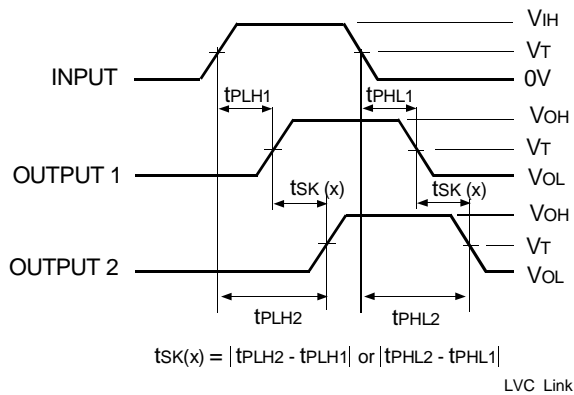 VIH
VT
INPUT
0V
tPLH1
tPHL1
VOH
VT
OUTPUT 1
tSK (x)
tSK (x)
VOL
VOH
VT
OUTPUT 2
VOL
tPLH2
tPHL2
tSK(x) = |tPLH2 - tPLH1| or |tPHL2 - tPHL1|
LVC Link